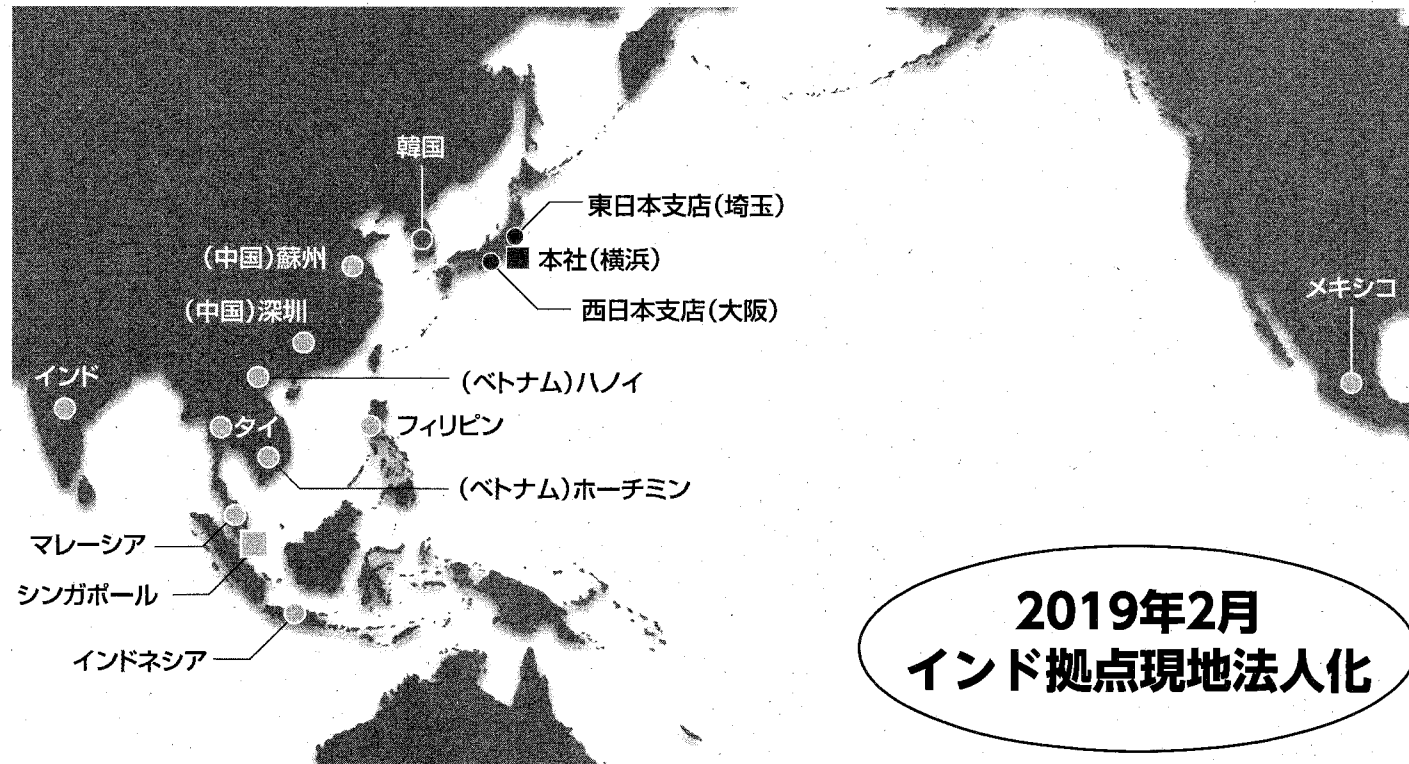 韓国
東日本支店(埼玉)
(中国)蘇州
本社(横浜)
メキシコ
(中国)深圳
西日本支店(大阪)
インド
(ベトナム)ハノイ
タイ
フィリピン
(ベトナム)ホーチミン
マレーシア
シンガポール
インドネシア
2019年2月
インド拠点現地法人化